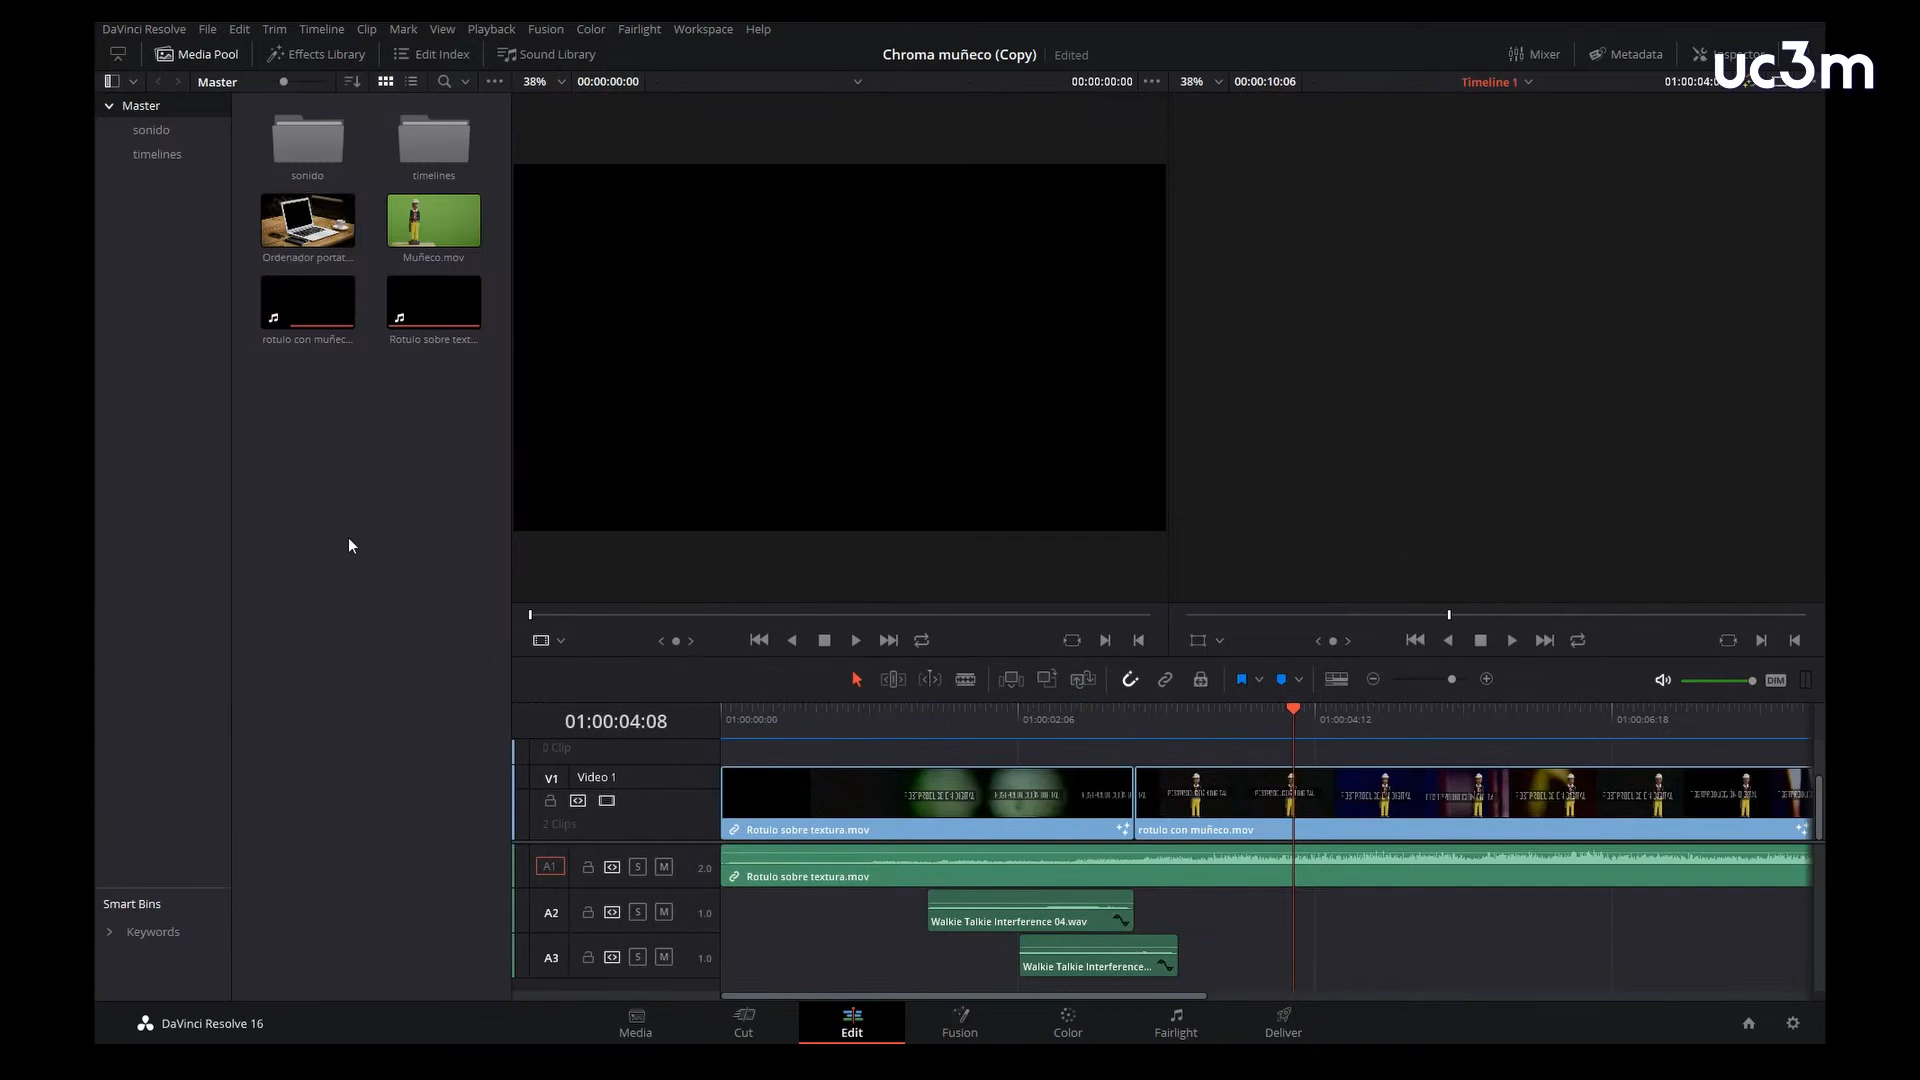 uc3m
DaVinci Resolve File Edit Trim Timeline Clip Mark View Playback Fusion Color Fairlight Workspace Help
Media Pool Effects Library Edit Index Sound Library Chroma muñeco (Copy) Edited Mixer Metadata
Master 38% 00:00:00:00 00:00:00:00 38% 00:00:10:06 Timeline 1
Master
sonido
timelines
sonido timelines
Ordenador portat... Muñeco.mov
rotulo con muñec... Rotulo sobre text...
DIM
01:00:04:08 01:00:00:00 01:00:02:06 01:00:04:12 01:00:06:18
0 Clip
V1 Video 1
2 Clips
Rotulo sobre textura.mov rotulo con muñeco.mov
A1 S M 2.0
Rotulo sobre textura.mov
A2 S M 1.0
Walkie Talkie Interference 04.wav
A3 S M 1.0
Walkie Talkie Interference...
Smart Bins
Keywords
DaVinci Resolve 16 Media Cut Edit Fusion Color Fairlight Deliver